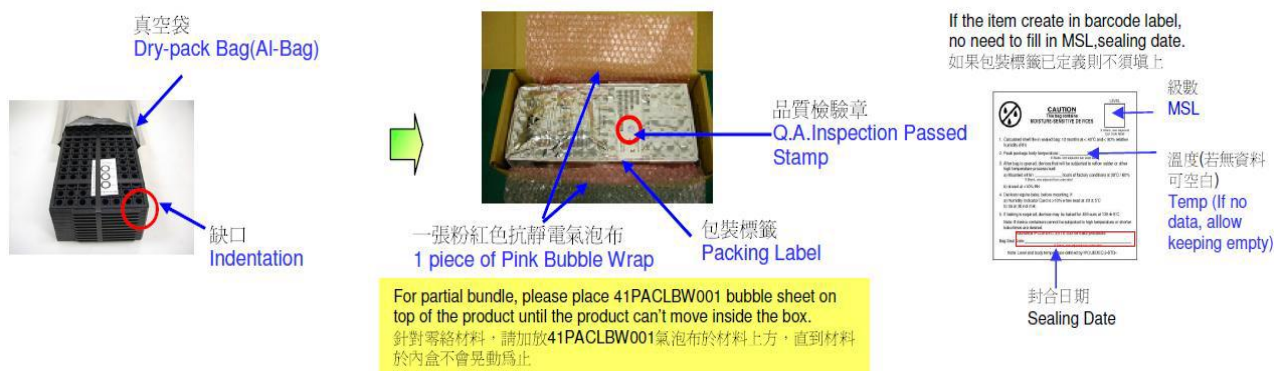 真空袋
Dry-pack Bag(Al-Bag)
缺口
Indentation
品質檢驗章
Q.A.Inspection Passed
Stamp
一張粉紅色抗靜電氣泡布
1 piece of Pink Bubble Wrap
包裝標籤
Packing Label
For partial bundle, please place 41PACLBW001 bubble sheet on
top of the product until the product can't move inside the box.
針對零絡材料，請加放41PACLBW001氣泡布於材料上方，直到材料
於內盒不會晃動爲止
If the item create in barcode label,
no need to fill in MSL,sealing date.
如果包裝標籤已定義則不須填上
LEVEL
CAUTION
This bag contains
MOISTURE-SENSITIVE DEVICES
級數
MSL
溫度(若無資料
可空白)
Temp (If no
data, allow
keeping empty)
封合日期
Sealing Date